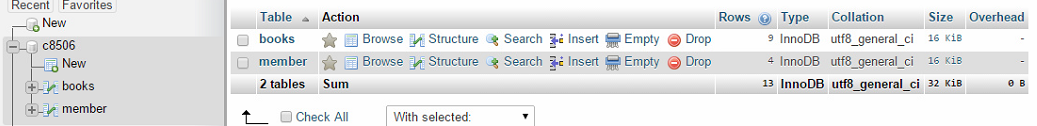 Recent Favorites
New
c8506
New
books
member
Table Action Rows Type Collation Size Overhead
books Browse Structure Search Insert Empty Drop 9 InnoDB utf8_general_ci 16 KiB -
member Browse Structure Search Insert Empty Drop 4 InnoDB utf8_general_ci 16 KiB -
2 tables Sum 13 InnoDB utf8_general_ci 32 KiB 0 B
Check All With selected: